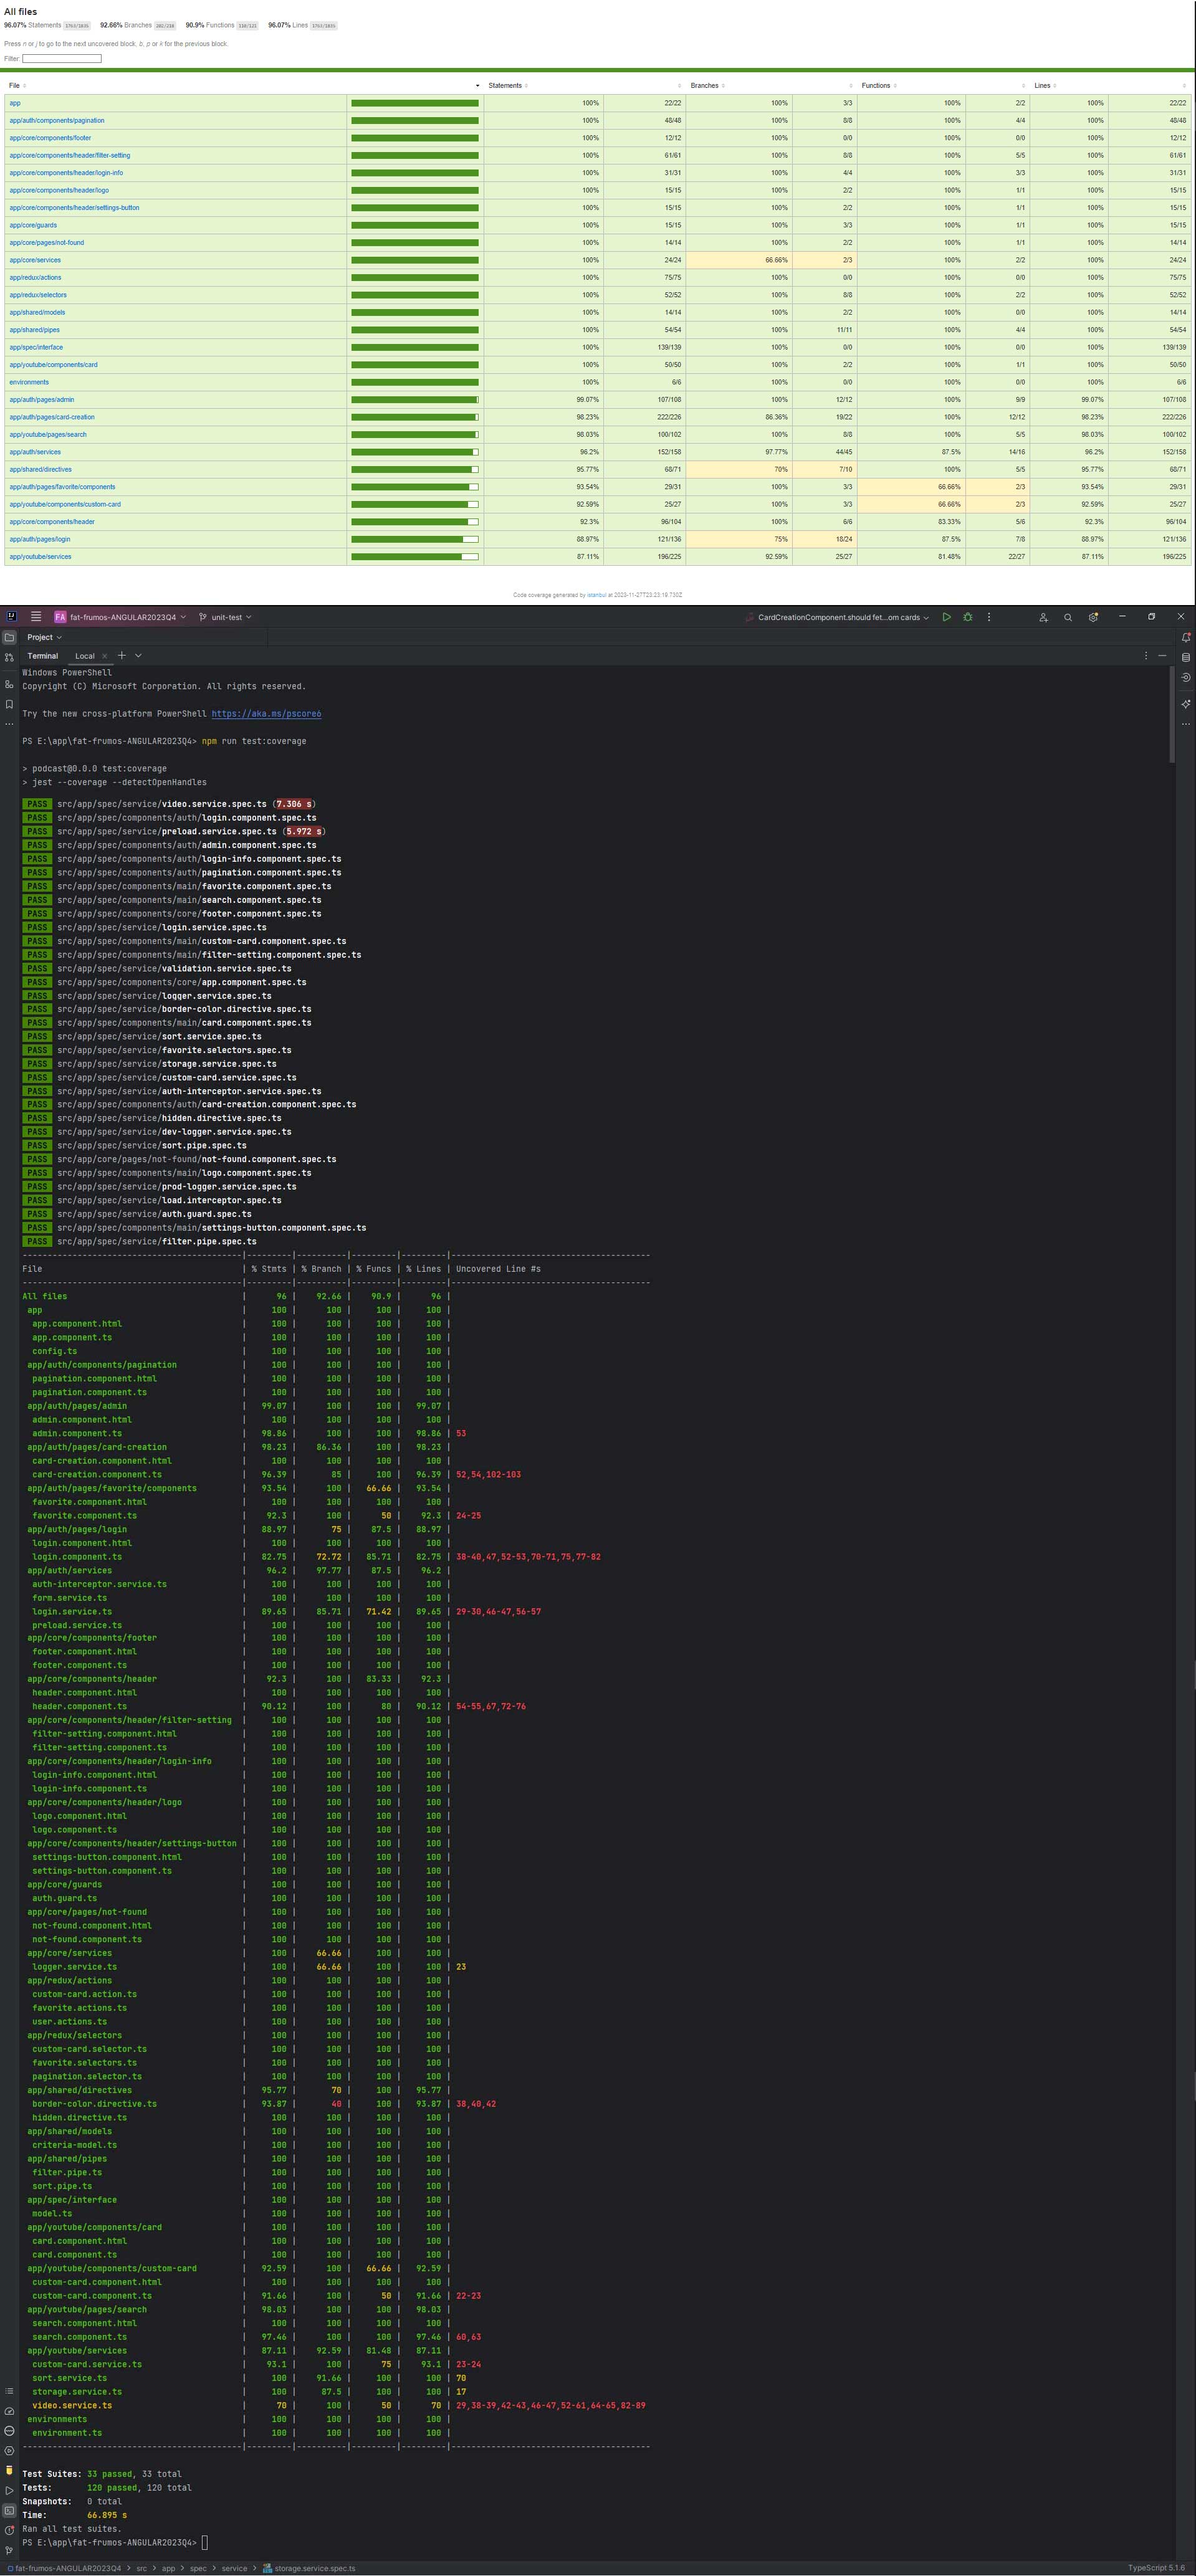 All files
96.07% Statements 1763/1835 92.66% Branches 202/218 90.9% Functions 110/121 96.07% Lines 1763/1835
Press n or j to go to the next uncovered block, b, p or k for the previous block.
Filter:
File Statements Branches Functions Lines
app 100% 22/22 100% 3/3 100% 2/2 100% 22/22
app/auth/components/pagination 100% 48/48 100% 8/8 100% 4/4 100% 48/48
app/core/components/footer 100% 12/12 100% 0/0 100% 0/0 100% 12/12
app/core/components/header/filter-setting 100% 61/61 100% 8/8 100% 5/5 100% 61/61
app/core/components/header/login-info 100% 31/31 100% 4/4 100% 3/3 100% 31/31
app/core/components/header/logo 100% 15/15 100% 2/2 100% 1/1 100% 15/15
app/core/components/header/settings-button 100% 15/15 100% 2/2 100% 1/1 100% 15/15
app/core/guards 100% 15/15 100% 3/3 100% 1/1 100% 15/15
app/core/pages/not-found 100% 14/14 100% 2/2 100% 1/1 100% 14/14
app/core/services 100% 24/24 66.66% 2/3 100% 2/2 100% 24/24
app/redux/actions 100% 75/75 100% 0/0 100% 0/0 100% 75/75
app/redux/selectors 100% 52/52 100% 8/8 100% 2/2 100% 52/52
app/shared/models 100% 14/14 100% 2/2 100% 0/0 100% 14/14
app/shared/pipes 100% 54/54 100% 11/11 100% 4/4 100% 54/54
app/spec/interface 100% 139/139 100% 0/0 100% 0/0 100% 139/139
app/youtube/components/card 100% 50/50 100% 2/2 100% 1/1 100% 50/50
environments 100% 6/6 100% 0/0 100% 0/0 100% 6/6
app/auth/pages/admin 99.07% 107/108 100% 12/12 100% 9/9 99.07% 107/108
app/auth/pages/card-creation 98.23% 222/226 86.36% 19/22 100% 12/12 98.23% 222/226
app/youtube/pages/search 98.03% 100/102 100% 8/8 100% 5/5 98.03% 100/102
app/auth/services 96.2% 152/158 97.77% 44/45 87.5% 14/16 96.2% 152/158
app/shared/directives 95.77% 68/71 70% 7/10 100% 5/5 95.77% 68/71
app/auth/pages/favorite/components 93.54% 29/31 100% 3/3 66.66% 2/3 93.54% 29/31
app/youtube/components/custom-card 92.59% 25/27 100% 3/3 66.66% 2/3 92.59% 25/27
app/core/components/header 92.3% 96/104 100% 6/6 83.33% 5/6 92.3% 96/104
app/auth/pages/login 88.97% 121/136 75% 18/24 87.5% 7/8 88.97% 121/136
app/youtube/services 87.11% 196/225 92.59% 25/27 81.48% 22/27 87.11% 196/225
Code coverage generated by istanbul at 2023-11-27T23:23:19.730Z
FA fat-frumos-ANGULAR2023Q4 unit-test CardCreationComponent.should fet...om cards
Project
Terminal Local
Windows PowerShell
Copyright (C) Microsoft Corporation. All rights reserved.
Try the new cross-platform PowerShell https://aka.ms/pscore6
PS E:\app\fat-frumos-ANGULAR2023Q4> npm run test:coverage
> podcast@0.0.0 test:coverage
> jest --coverage --detectOpenHandles
PASS src/app/spec/service/video.service.spec.ts (7.306 s)
PASS src/app/spec/components/auth/login.component.spec.ts
PASS src/app/spec/service/preload.service.spec.ts (5.972 s)
PASS src/app/spec/components/auth/admin.component.spec.ts
PASS src/app/spec/components/auth/login-info.component.spec.ts
PASS src/app/spec/components/auth/pagination.component.spec.ts
PASS src/app/spec/components/main/favorite.component.spec.ts
PASS src/app/spec/components/main/search.component.spec.ts
PASS src/app/spec/components/core/footer.component.spec.ts
PASS src/app/spec/service/login.service.spec.ts
PASS src/app/spec/components/main/custom-card.component.spec.ts
PASS src/app/spec/components/main/filter-setting.component.spec.ts
PASS src/app/spec/service/validation.service.spec.ts
PASS src/app/spec/components/core/app.component.spec.ts
PASS src/app/spec/service/logger.service.spec.ts
PASS src/app/spec/service/border-color.directive.spec.ts
PASS src/app/spec/components/main/card.component.spec.ts
PASS src/app/spec/service/sort.service.spec.ts
PASS src/app/spec/service/favorite.selectors.spec.ts
PASS src/app/spec/service/storage.service.spec.ts
PASS src/app/spec/service/custom-card.service.spec.ts
PASS src/app/spec/service/auth-interceptor.service.spec.ts
PASS src/app/spec/components/auth/card-creation.component.spec.ts
PASS src/app/spec/service/hidden.directive.spec.ts
PASS src/app/spec/service/dev-logger.service.spec.ts
PASS src/app/spec/service/sort.pipe.spec.ts
PASS src/app/core/pages/not-found/not-found.component.spec.ts
PASS src/app/spec/components/main/logo.component.spec.ts
PASS src/app/spec/service/prod-logger.service.spec.ts
PASS src/app/spec/service/load.interceptor.spec.ts
PASS src/app/spec/service/auth.guard.spec.ts
PASS src/app/spec/components/main/settings-button.component.spec.ts
PASS src/app/spec/service/filter.pipe.spec.ts
--------------------------------------------|---------|----------|---------|---------|----------------------------------------
File | % Stmts | % Branch | % Funcs | % Lines | Uncovered Line #s
--------------------------------------------|---------|----------|---------|---------|----------------------------------------
All files | 96 | 92.66 | 90.9 | 96 |
app | 100 | 100 | 100 | 100 |
app.component.html | 100 | 100 | 100 | 100 |
app.component.ts | 100 | 100 | 100 | 100 |
config.ts | 100 | 100 | 100 | 100 |
app/auth/components/pagination | 100 | 100 | 100 | 100 |
pagination.component.html | 100 | 100 | 100 | 100 |
pagination.component.ts | 100 | 100 | 100 | 100 |
app/auth/pages/admin | 99.07 | 100 | 100 | 99.07 |
admin.component.html | 100 | 100 | 100 | 100 |
admin.component.ts | 98.86 | 100 | 100 | 98.86 | 53
app/auth/pages/card-creation | 98.23 | 86.36 | 100 | 98.23 |
card-creation.component.html | 100 | 100 | 100 | 100 |
card-creation.component.ts | 96.39 | 85 | 100 | 96.39 | 52,54,102-103
app/auth/pages/favorite/components | 93.54 | 100 | 66.66 | 93.54 |
favorite.component.html | 100 | 100 | 100 | 100 |
favorite.component.ts | 92.3 | 100 | 50 | 92.3 | 24-25
app/auth/pages/login | 88.97 | 75 | 87.5 | 88.97 |
login.component.html | 100 | 100 | 100 | 100 |
login.component.ts | 82.75 | 72.72 | 85.71 | 82.75 | 38-40,47,52-53,70-71,75,77-82
app/auth/services | 96.2 | 97.77 | 87.5 | 96.2 |
auth-interceptor.service.ts | 100 | 100 | 100 | 100 |
form.service.ts | 100 | 100 | 100 | 100 |
login.service.ts | 89.65 | 85.71 | 71.42 | 89.65 | 29-30,46-47,56-57
preload.service.ts | 100 | 100 | 100 | 100 |
app/core/components/footer | 100 | 100 | 100 | 100 |
footer.component.html | 100 | 100 | 100 | 100 |
footer.component.ts | 100 | 100 | 100 | 100 |
app/core/components/header | 92.3 | 100 | 83.33 | 92.3 |
header.component.html | 100 | 100 | 100 | 100 |
header.component.ts | 90.12 | 100 | 80 | 90.12 | 54-55,67,72-76
app/core/components/header/filter-setting | 100 | 100 | 100 | 100 |
filter-setting.component.html | 100 | 100 | 100 | 100 |
filter-setting.component.ts | 100 | 100 | 100 | 100 |
app/core/components/header/login-info | 100 | 100 | 100 | 100 |
login-info.component.html | 100 | 100 | 100 | 100 |
login-info.component.ts | 100 | 100 | 100 | 100 |
app/core/components/header/logo | 100 | 100 | 100 | 100 |
logo.component.html | 100 | 100 | 100 | 100 |
logo.component.ts | 100 | 100 | 100 | 100 |
app/core/components/header/settings-button | 100 | 100 | 100 | 100 |
settings-button.component.html | 100 | 100 | 100 | 100 |
settings-button.component.ts | 100 | 100 | 100 | 100 |
app/core/guards | 100 | 100 | 100 | 100 |
auth.guard.ts | 100 | 100 | 100 | 100 |
app/core/pages/not-found | 100 | 100 | 100 | 100 |
not-found.component.html | 100 | 100 | 100 | 100 |
not-found.component.ts | 100 | 100 | 100 | 100 |
app/core/services | 100 | 66.66 | 100 | 100 |
logger.service.ts | 100 | 66.66 | 100 | 100 | 23
app/redux/actions | 100 | 100 | 100 | 100 |
custom-card.action.ts | 100 | 100 | 100 | 100 |
favorite.actions.ts | 100 | 100 | 100 | 100 |
user.actions.ts | 100 | 100 | 100 | 100 |
app/redux/selectors | 100 | 100 | 100 | 100 |
custom-card.selector.ts | 100 | 100 | 100 | 100 |
favorite.selectors.ts | 100 | 100 | 100 | 100 |
pagination.selector.ts | 100 | 100 | 100 | 100 |
app/shared/directives | 95.77 | 70 | 100 | 95.77 |
border-color.directive.ts | 93.87 | 40 | 100 | 93.87 | 38,40,42
hidden.directive.ts | 100 | 100 | 100 | 100 |
app/shared/models | 100 | 100 | 100 | 100 |
criteria-model.ts | 100 | 100 | 100 | 100 |
app/shared/pipes | 100 | 100 | 100 | 100 |
filter.pipe.ts | 100 | 100 | 100 | 100 |
sort.pipe.ts | 100 | 100 | 100 | 100 |
app/spec/interface | 100 | 100 | 100 | 100 |
model.ts | 100 | 100 | 100 | 100 |
app/youtube/components/card | 100 | 100 | 100 | 100 |
card.component.html | 100 | 100 | 100 | 100 |
card.component.ts | 100 | 100 | 100 | 100 |
app/youtube/components/custom-card | 92.59 | 100 | 66.66 | 92.59 |
custom-card.component.html | 100 | 100 | 100 | 100 |
custom-card.component.ts | 91.66 | 100 | 50 | 91.66 | 22-23
app/youtube/pages/search | 98.03 | 100 | 100 | 98.03 |
search.component.html | 100 | 100 | 100 | 100 |
search.component.ts | 97.46 | 100 | 100 | 97.46 | 60,63
app/youtube/services | 87.11 | 92.59 | 81.48 | 87.11 |
custom-card.service.ts | 93.1 | 100 | 75 | 93.1 | 23-24
sort.service.ts | 100 | 91.66 | 100 | 100 | 70
storage.service.ts | 100 | 87.5 | 100 | 100 | 17
video.service.ts | 70 | 100 | 50 | 70 | 29,38-39,42-43,46-47,52-61,64-65,82-89
environments | 100 | 100 | 100 | 100 |
environment.ts | 100 | 100 | 100 | 100 |
--------------------------------------------|---------|----------|---------|---------|----------------------------------------
Test Suites: 33 passed, 33 total
Tests: 120 passed, 120 total
Snapshots: 0 total
Time: 66.895 s
Ran all test suites.
PS E:\app\fat-frumos-ANGULAR2023Q4>
fat-frumos-ANGULAR2023Q4 > src > app > spec > service > storage.service.spec.ts TypeScript 5.1.6